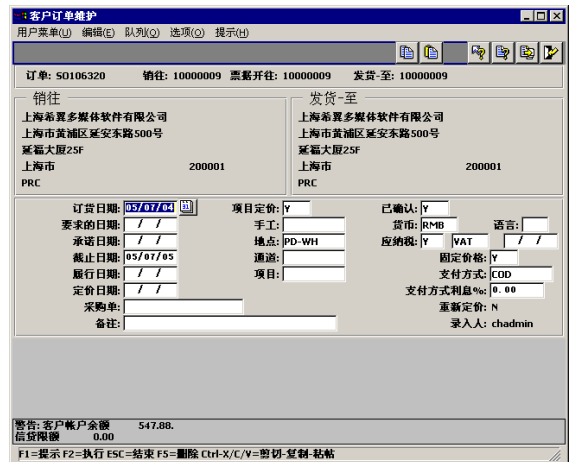 客户订单维护
用户菜单(U) 编辑(E) 队列(Q) 选项(O) 提示(H)
订单: SO106320 销往: 10000009 票据开往: 10000009 发货-至: 10000009
销往 发货-至
上海希翼多媒体软件有限公司 上海希翼多媒体软件有限公司
上海市黄浦区延安东路500号 上海市黄浦区延安东路500号
延福大厦25F 延福大厦25F
上海市 200001 上海市 200001
PRC PRC
订货日期: 05/07/04 31 项目定价: Y 已确认: Y
要求的日期: / / 手工: 货币: RMB 语言:
承诺日期: / / 地点: PD-WH 应纳税: Y VAT / /
截止日期: 05/07/05 通道: 固定价格: Y
履行日期: / / 项目: 支付方式: COD
定价日期: / / 支付方式利息%: 0.00
采购单: 重新定价: N
备注: 录入人: chadmin
警告: 客户帐户余额 547.88.
信贷限额 0.00
F1=提示 F2=执行 ESC=结束 F5=删除 Ctrl-X/C/V=剪切-复制-粘帖